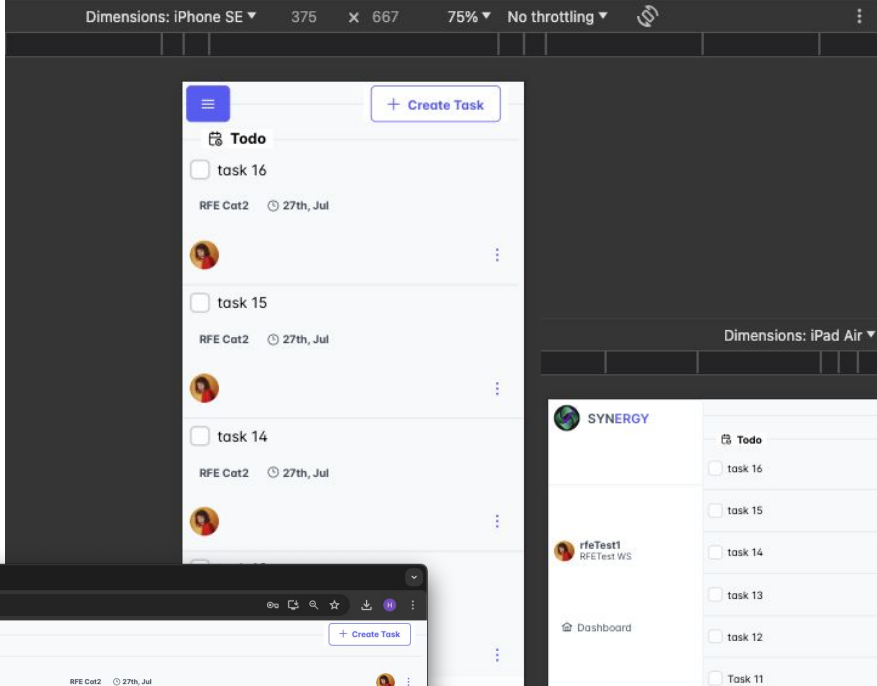 Dimensions: iPhone SE ▼ 375 × 667 75% ▼ No throttling ▼
+ Create Task
Todo
task 16
RFE Cat2 27th, Jul
task 15
RFE Cat2 27th, Jul
task 14
RFE Cat2 27th, Jul
Dimensions: iPad Air ▼
SYNERGY
Todo
task 16
task 15
rfeTest1
RFETest WS
task 14
task 13
Dashboard
task 12
Task 11
H
+ Create Task
RFE Cat2 27th, Jul